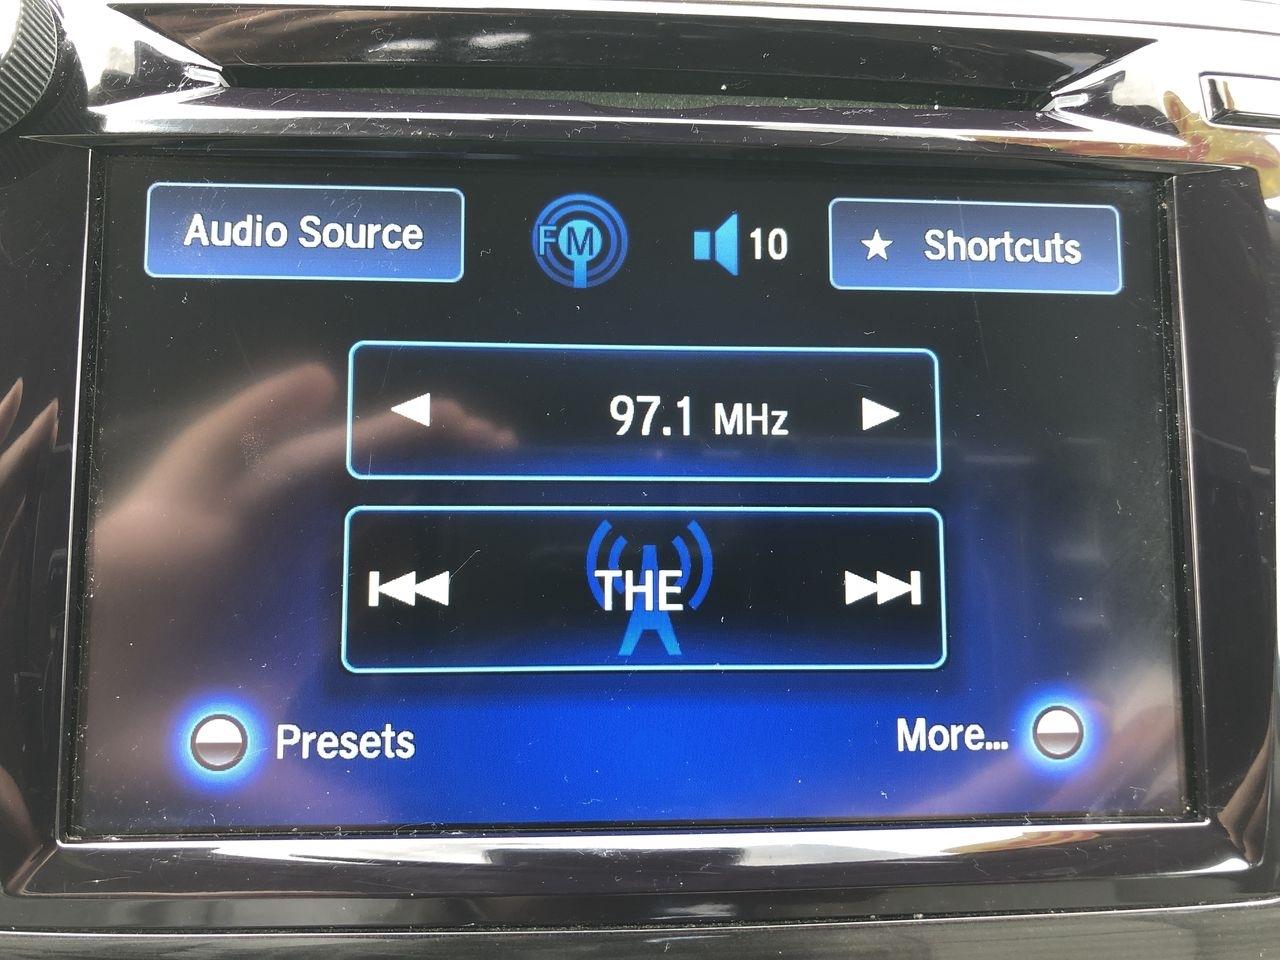 Audio Source
FM
10
★ Shortcuts
97.1 MHz
THE
Presets
More...